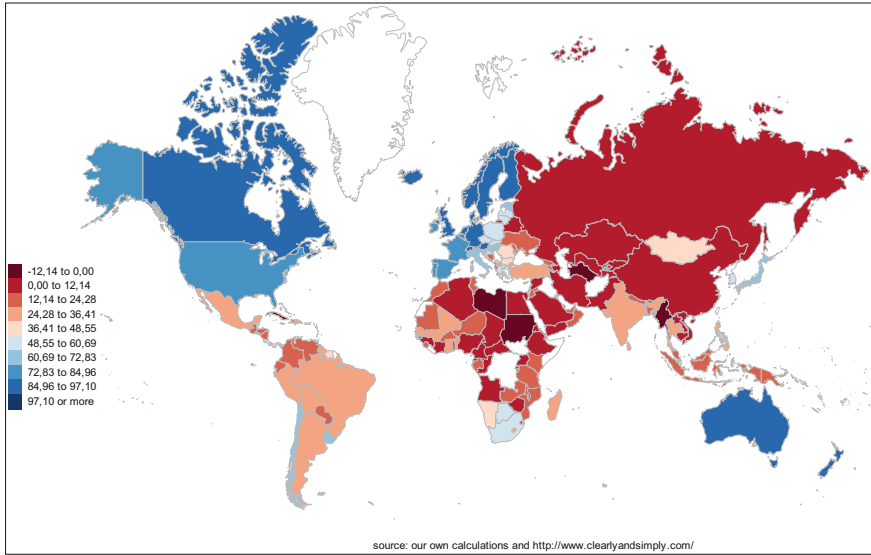 -12,14 to 0,00
0,00 to 12,14
12,14 to 24,28
24,28 to 36,41
36,41 to 48,55
48,55 to 60,69
60,69 to 72,83
72,83 to 84,96
84,96 to 97,10
97,10 or more
source: our own calculations and http://www.clearlyandsimply.com/